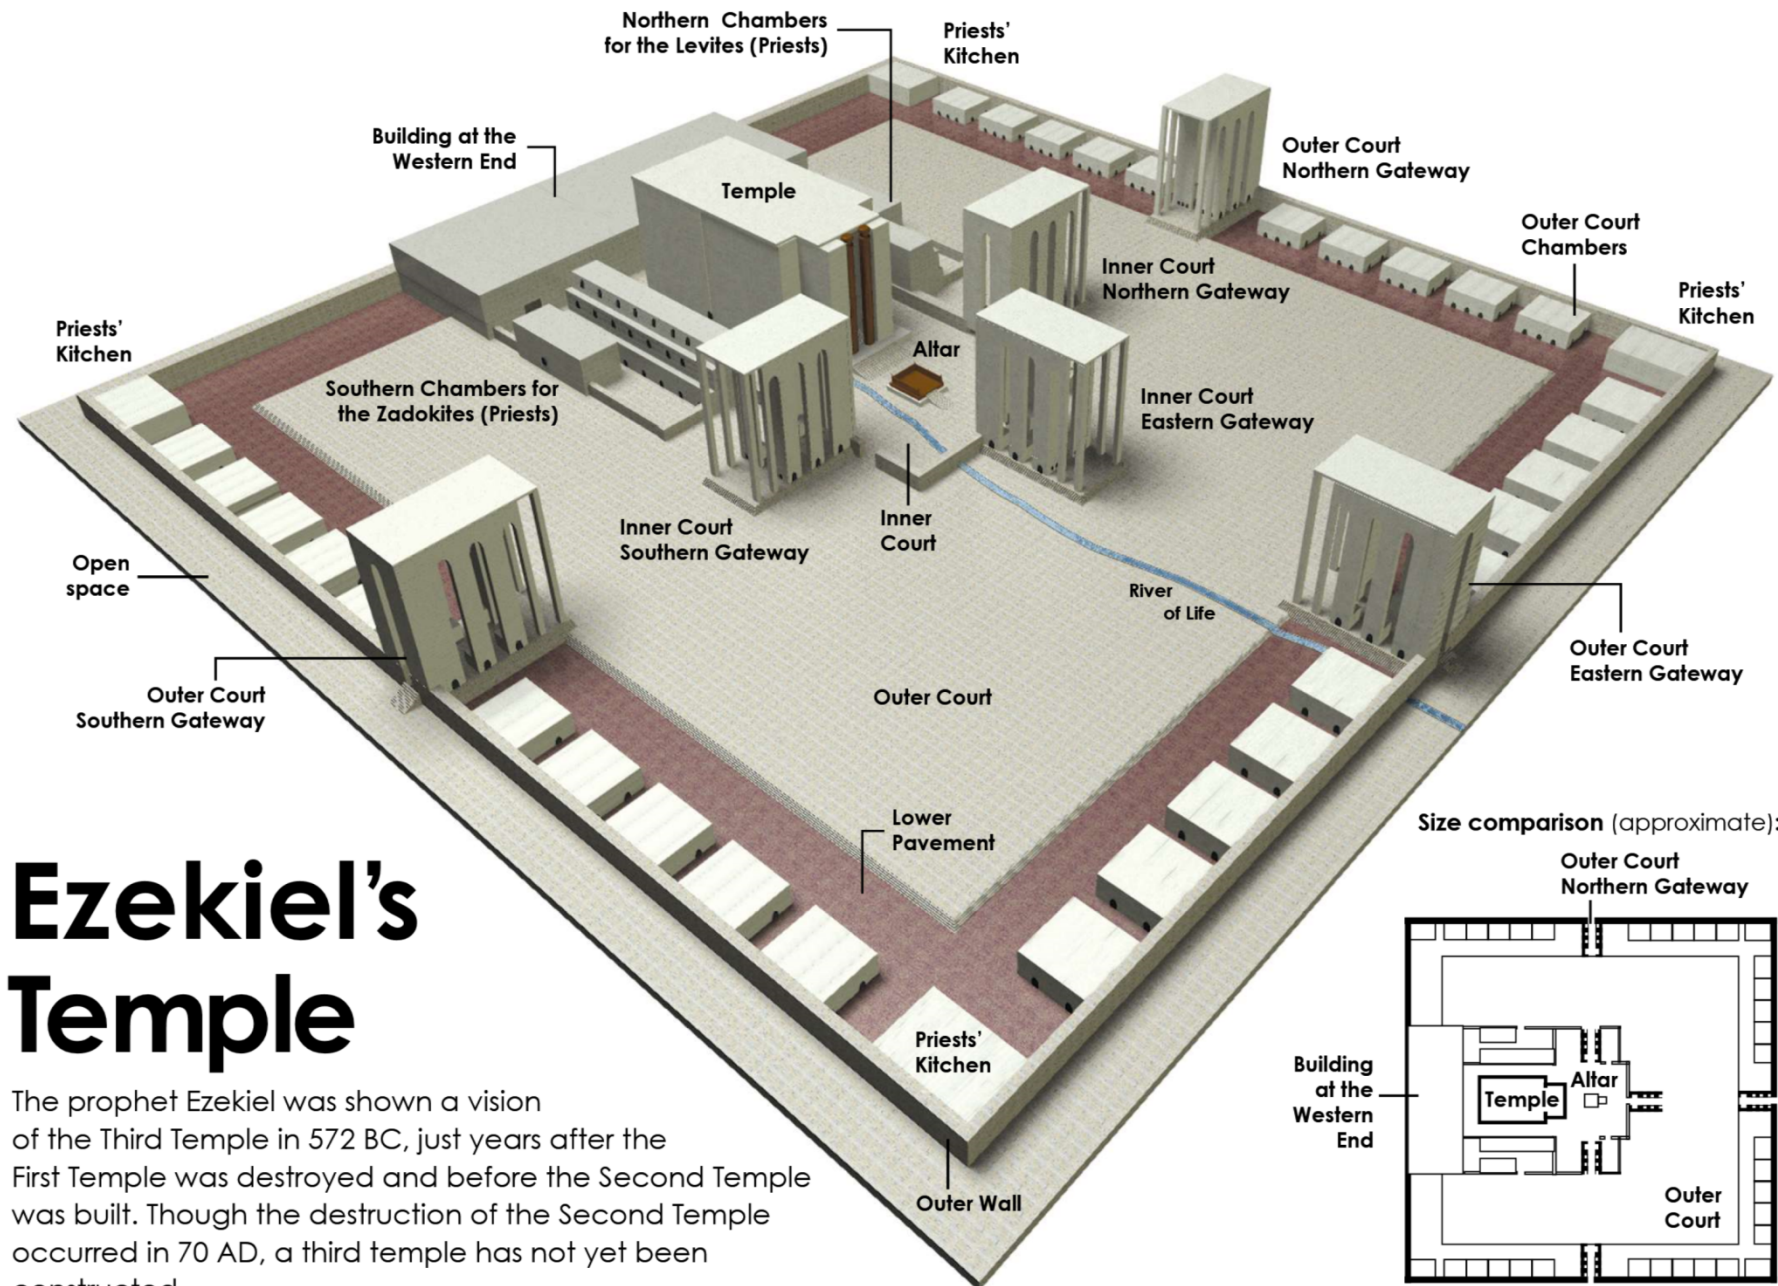 Northern Chambers
for the Levites (Priests)
Priests'
Kitchen
Building at the
Western End
Temple
Outer Court
Northern Gateway
Outer Court
Chambers
Inner Court
Northern Gateway
Priests'
Kitchen
Priests'
Kitchen
Altar
Southern Chambers for
the Zadokites (Priests)
Inner Court
Eastern Gateway
Inner Court
Southern Gateway
Inner
Court
Open
space
River
of Life
Outer Court
Eastern Gateway
Outer Court
Southern Gateway
Outer Court
Lower
Pavement
Priests'
Kitchen
Outer Wall
Ezekiel's
Temple
The prophet Ezekiel was shown a vision
of the Third Temple in 572 BC, just years after the
First Temple was destroyed and before the Second Temple
was built. Though the destruction of the Second Temple
occurred in 70 AD, a third temple has not yet been
Size comparison (approximate):
Outer Court
Northern Gateway
Building
at the
Western
End
Temple
Altar
Outer
Court